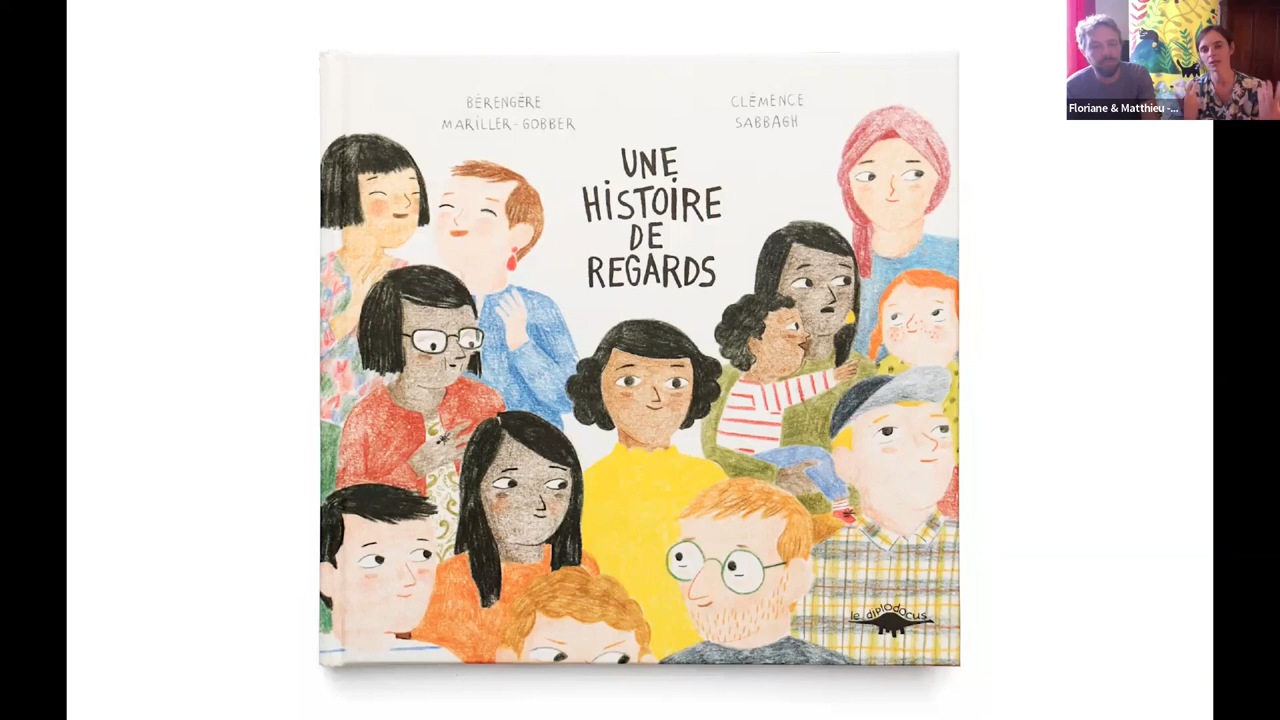 BÉRENGÈRE
MARILLER-GOBBER
CLÉMENCE
SABBAGH
UNE
HISTOIRE
DE
REGARDS
le diplodocus
Floriane & Matthieu -...